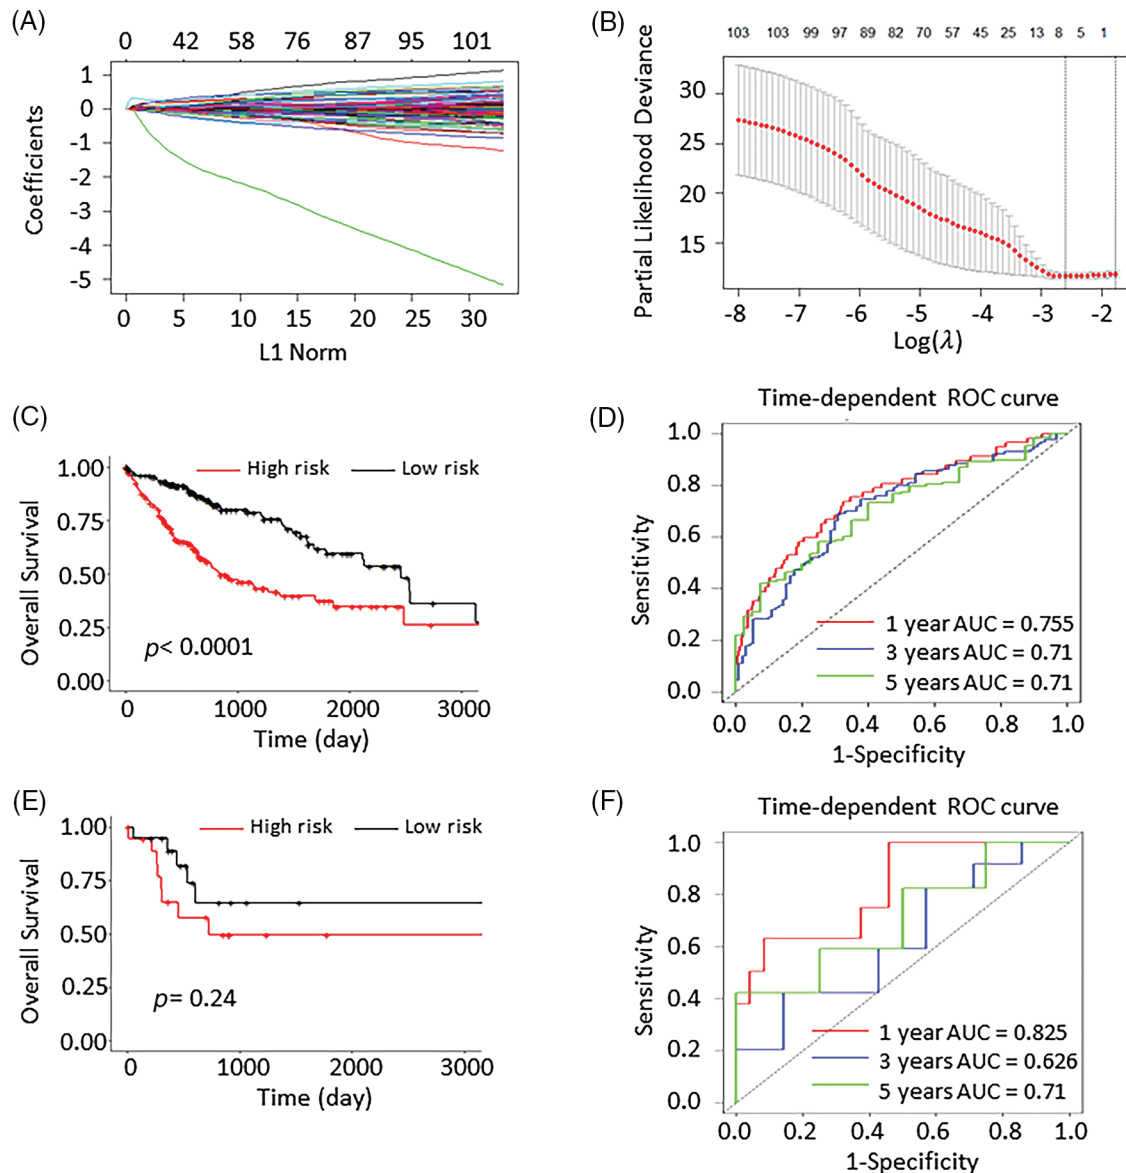 (A)
0 42 58 76 87 95 101
1
0
-1
-2
-3
-4
-5
Coefficients
0 5 10 15 20 25 30
L1 Norm
(B)
103 103 99 97 89 82 70 57 45 25 13 8 5 1
30
25
20
15
Partial Likelihood Deviance
-8 -7 -6 -5 -4 -3 -2
Log(λ)
(C)
High risk Low risk
1.00
0.75
0.50
0.25
0.00
Overall Survival
p< 0.0001
0 1000 2000 3000
Time (day)
(D)
Time-dependent ROC curve
1.0
0.8
0.6
0.4
0.2
0.0
Sensitivity
1 year AUC = 0.755
3 years AUC = 0.71
5 years AUC = 0.71
0.0 0.2 0.4 0.6 0.8 1.0
1-Specificity
(E)
High risk Low risk
1.00
0.75
0.50
0.25
0.00
Overall Survival
p= 0.24
0 1000 2000 3000
Time (day)
(F)
Time-dependent ROC curve
1.0
0.8
0.6
0.4
0.2
0.0
Sensitivity
1 year AUC = 0.825
3 years AUC = 0.626
5 years AUC = 0.71
0.0 0.2 0.4 0.6 0.8 1.0
1-Specificity